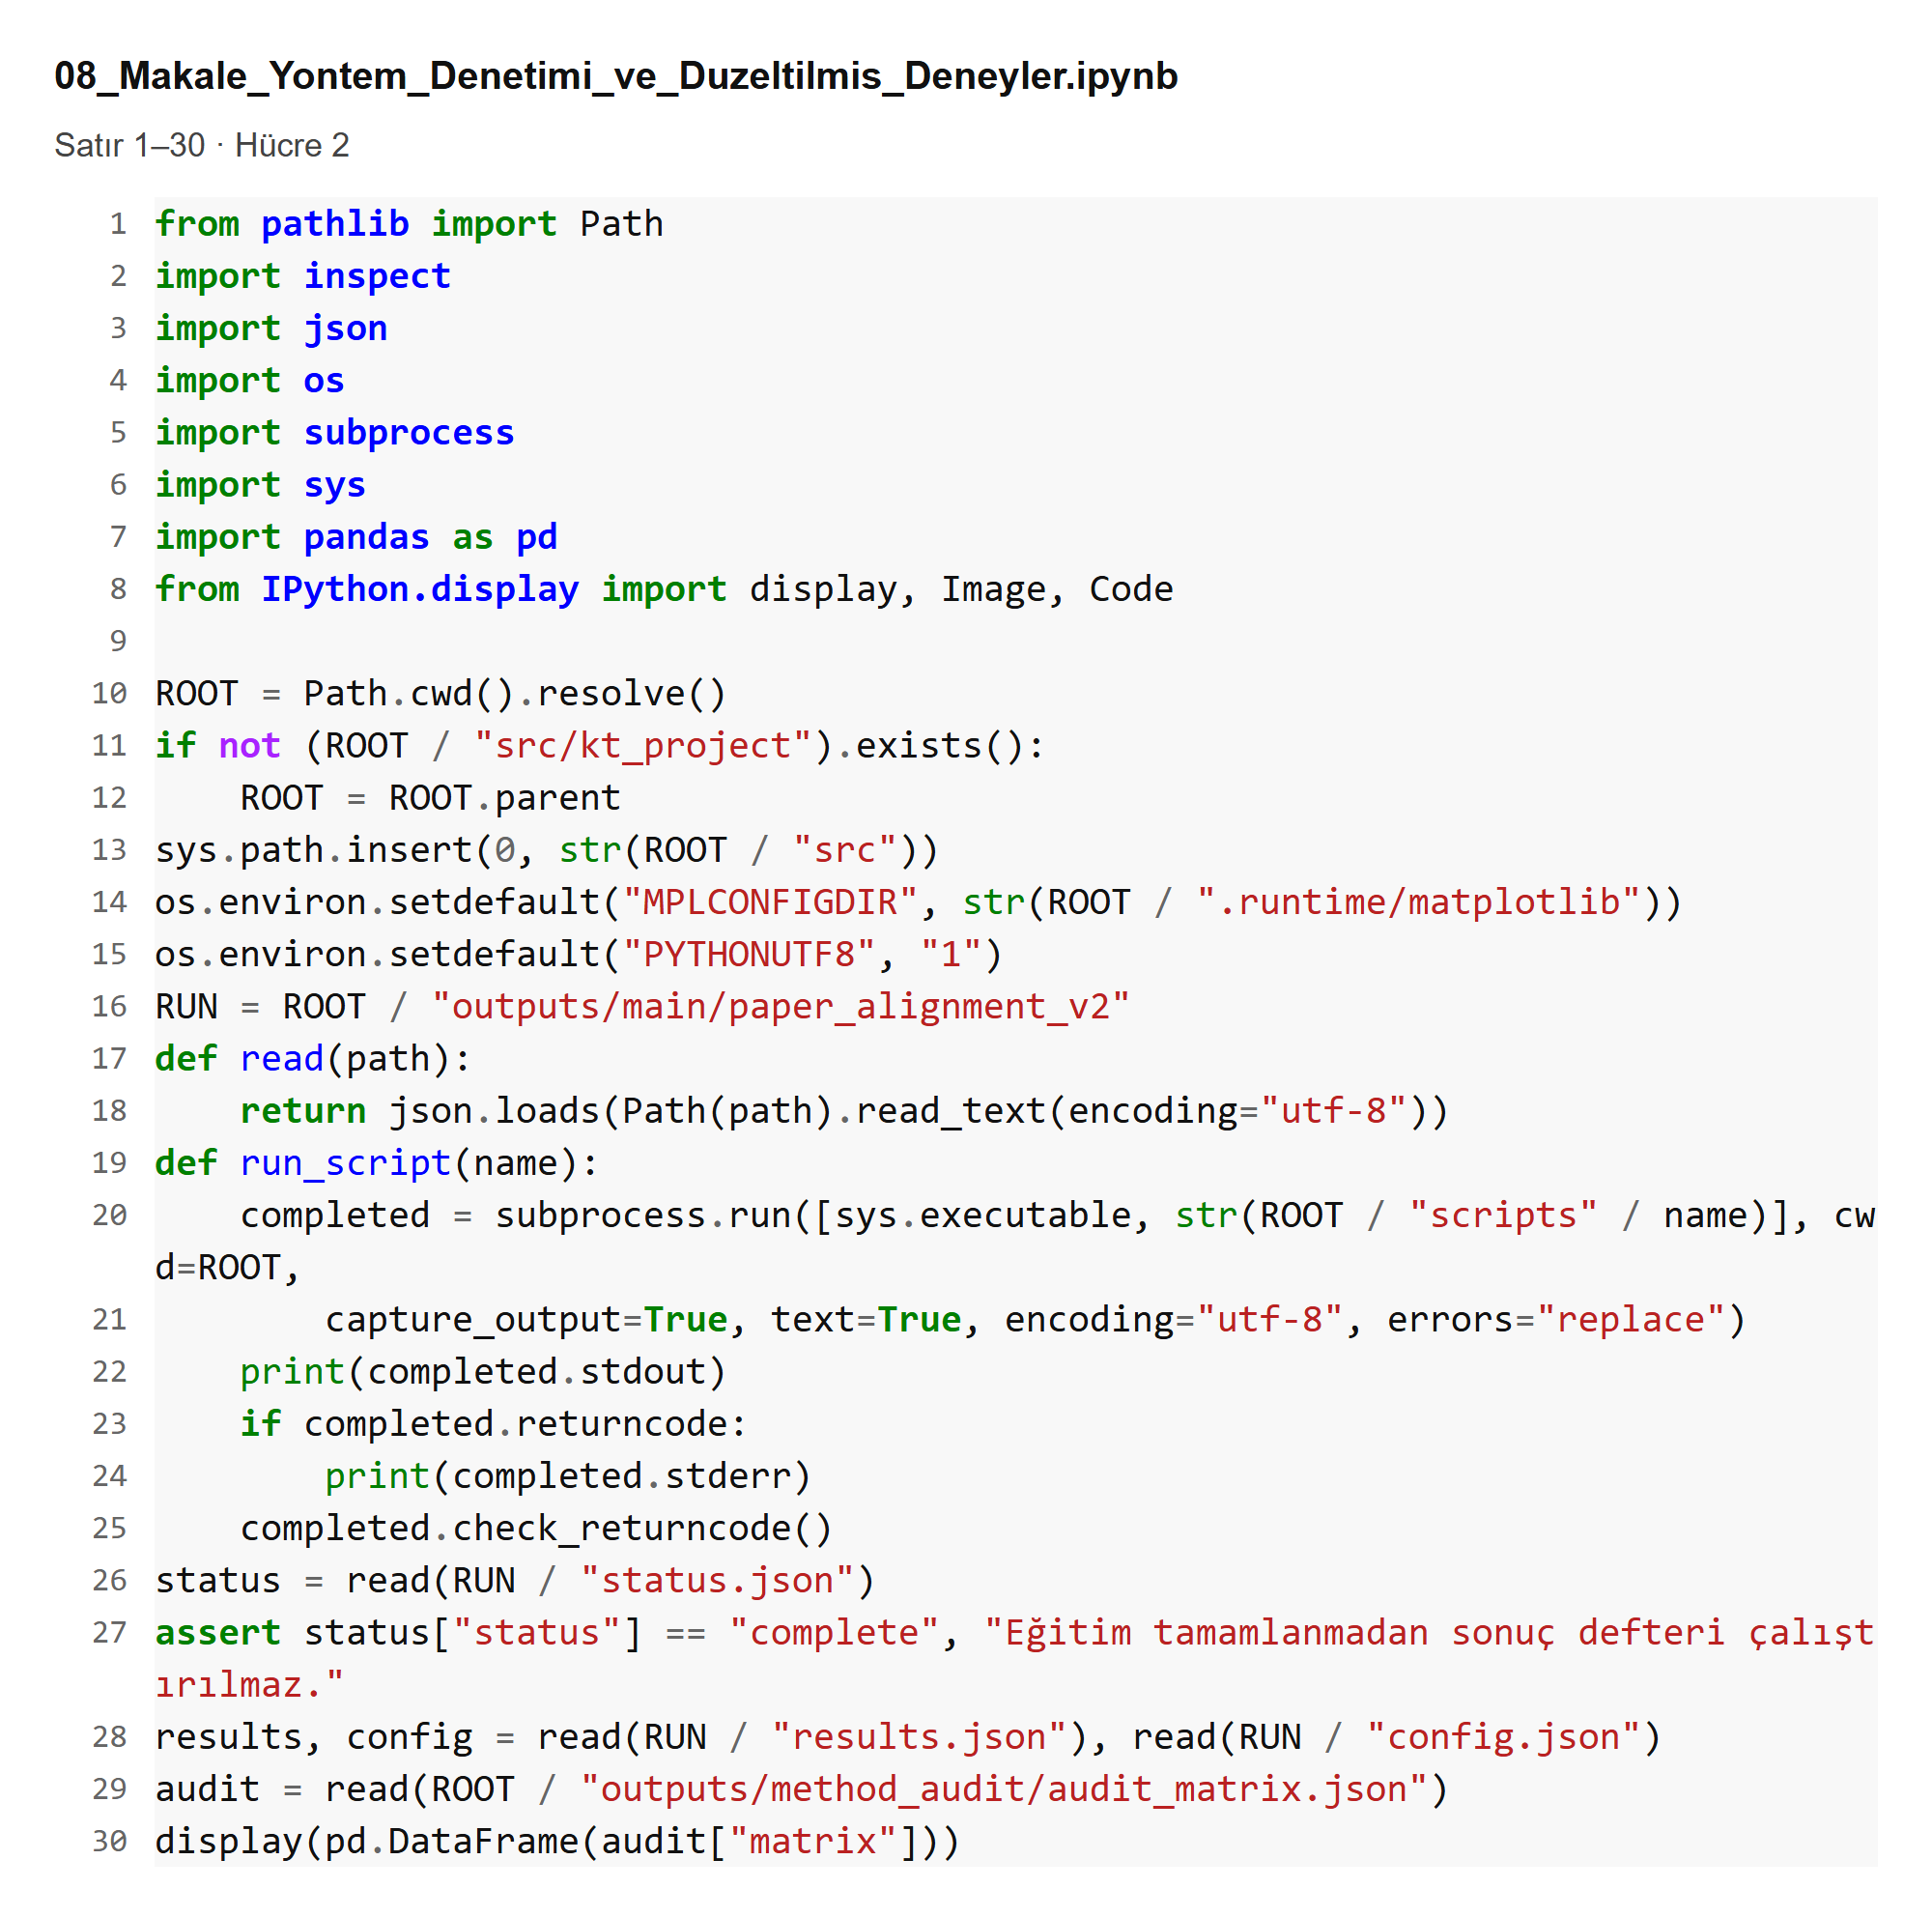 08_Makale_Yontem_Denetimi_ve_Duzeltilmis_Deneyler.ipynb
Satır 1–30 · Hücre 2
1 from pathlib import Path
2 import inspect
3 import json
4 import os
5 import subprocess
6 import sys
7 import pandas as pd
8 from IPython.display import display, Image, Code
9
10 ROOT = Path.cwd().resolve()
11 if not (ROOT / "src/kt_project").exists():
12     ROOT = ROOT.parent
13 sys.path.insert(0, str(ROOT / "src"))
14 os.environ.setdefault("MPLCONFIGDIR", str(ROOT / ".runtime/matplotlib"))
15 os.environ.setdefault("PYTHONUTF8", "1")
16 RUN = ROOT / "outputs/main/paper_alignment_v2"
17 def read(path):
18     return json.loads(Path(path).read_text(encoding="utf-8"))
19 def run_script(name):
20     completed = subprocess.run([sys.executable, str(ROOT / "scripts" / name)], cw
d=ROOT,
21         capture_output=True, text=True, encoding="utf-8", errors="replace")
22     print(completed.stdout)
23     if completed.returncode:
24         print(completed.stderr)
25     completed.check_returncode()
26 status = read(RUN / "status.json")
27 assert status["status"] == "complete", "Eğitim tamamlanmadan sonuç defteri çalışt
ırılmaz."
28 results, config = read(RUN / "results.json"), read(RUN / "config.json")
29 audit = read(ROOT / "outputs/method_audit/audit_matrix.json")
30 display(pd.DataFrame(audit["matrix"]))